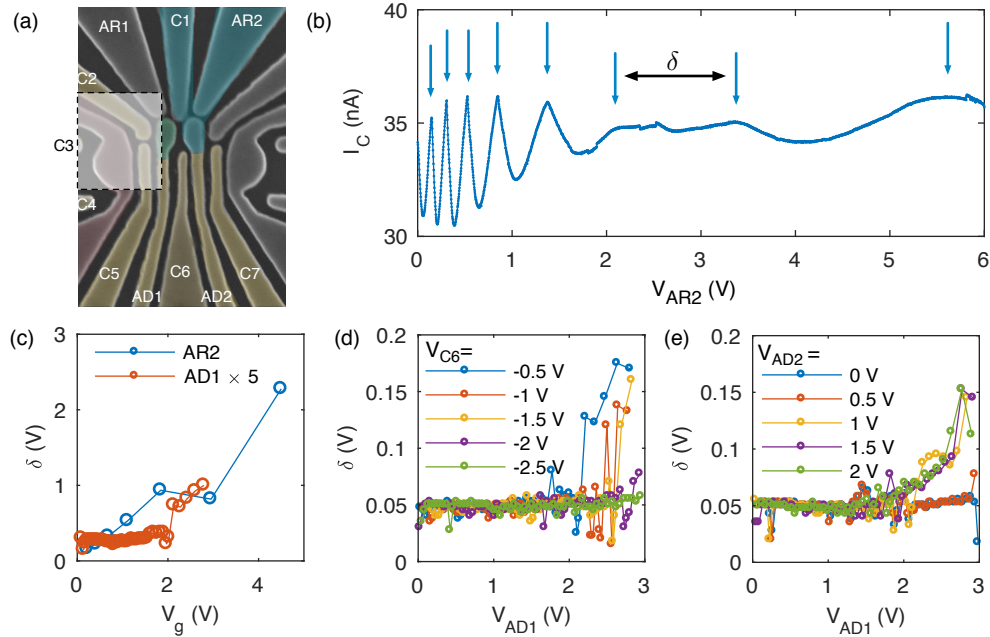 (a)
AR1
C1
AR2
C2
C3
C4
C5
C6
C7
AD1
AD2
(b)
40
35
30
I_C (nA)
δ
0 1 2 3 4 5 6
V_AR2 (V)
(c)
3
2
1
0
δ (V)
AR2
AD1 × 5
0 2 4
V_g (V)
(d)
0.2
0.15
0.1
0.05
0
δ (V)
V_C6=
-0.5 V
-1 V
-1.5 V
-2 V
-2.5 V
0 1 2 3
V_AD1 (V)
(e)
0.2
0.15
0.1
0.05
0
δ (V)
V_AD2 =
0 V
0.5 V
1 V
1.5 V
2 V
0 1 2 3
V_AD1 (V)